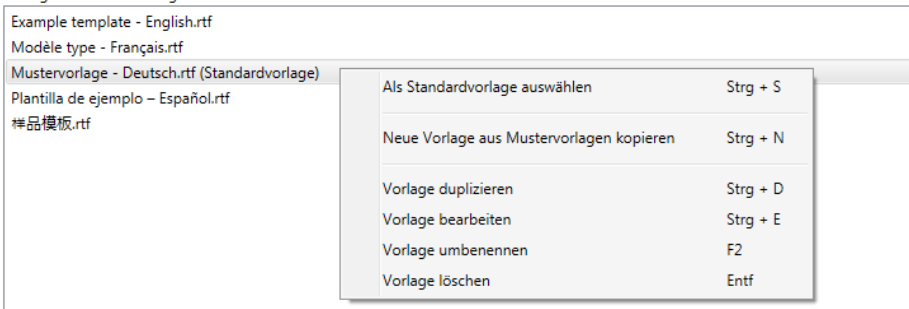 Example template - English.rtf
Modèle type - Français.rtf
Mustervorlage - Deutsch.rtf (Standardvorlage)
Plantilla de ejemplo – Español.rtf
样品模板.rtf
Als Standardvorlage auswählen Strg + S
Neue Vorlage aus Mustervorlagen kopieren Strg + N
Vorlage duplizieren Strg + D
Vorlage bearbeiten Strg + E
Vorlage umbenennen F2
Vorlage löschen Entf